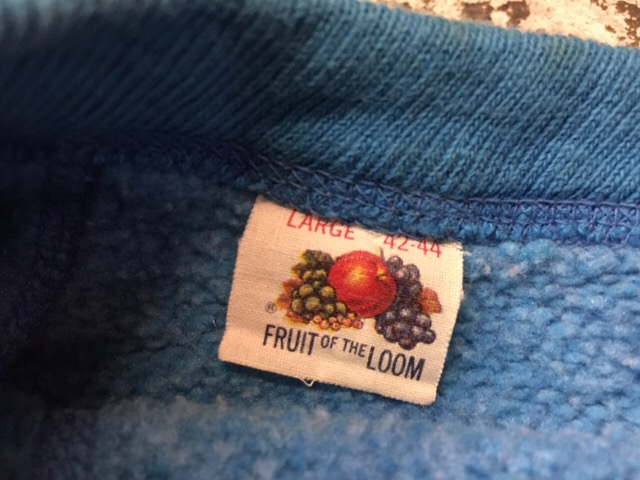 LARGE 42-44
®
FRUIT OF THE LOOM